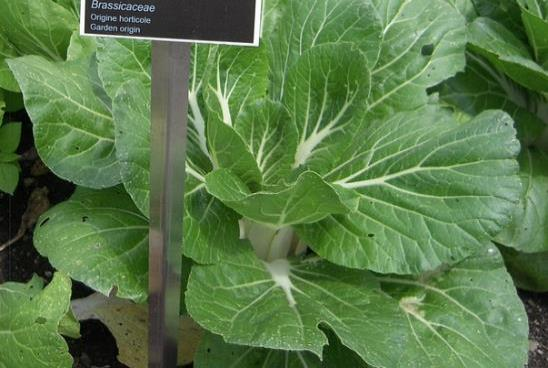 Brassicaceae
Origine horticole
Garden origin